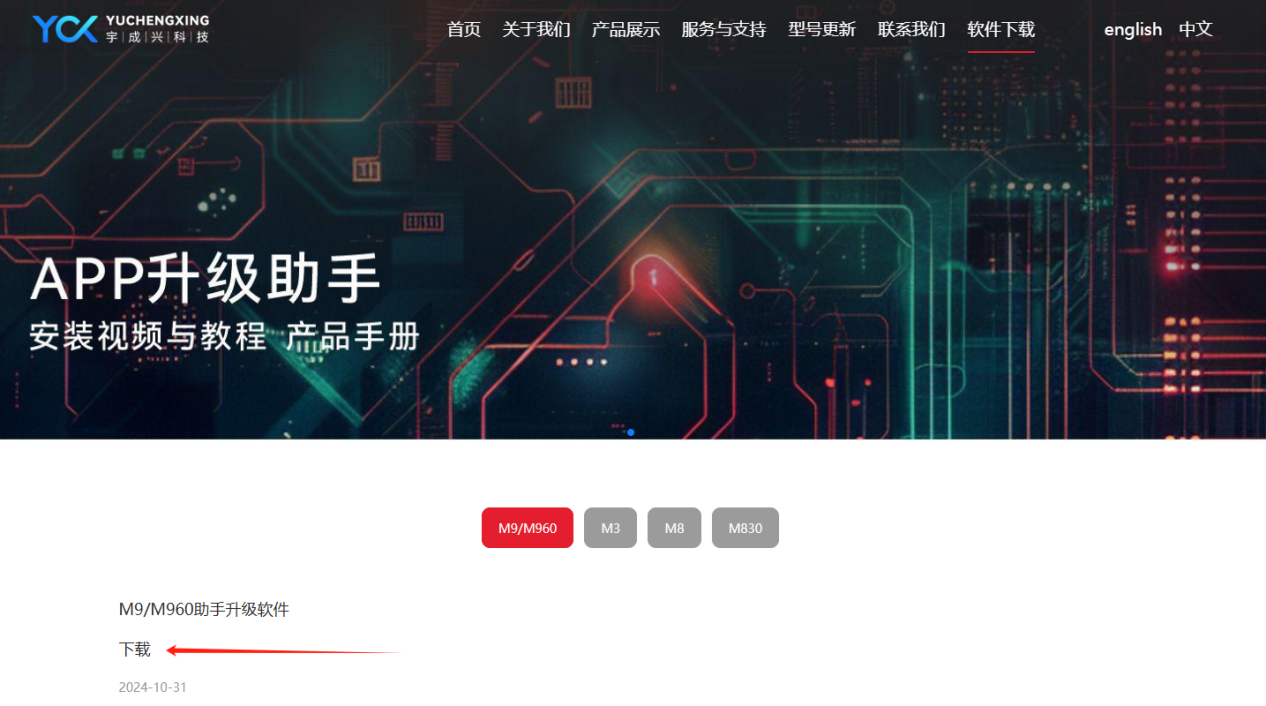 YCX YUCHENGXING
宇|成|兴|科|技
首页 关于我们 产品展示 服务与支持 型号更新 联系我们 软件下载 english 中文
APP升级助手
安装视频与教程 产品手册
M9/M960 M3 M8 M830
M9/M960助手升级软件
下载
2024-10-31